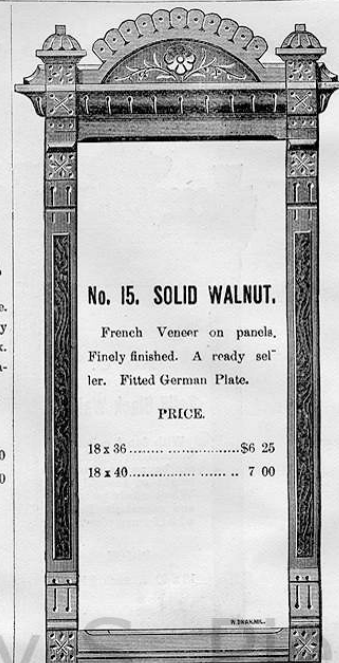 No. 15. SOLID WALNUT.
French Veneer on panels.
Finely finished. A ready sel-
ler. Fitted German Plate.
PRICE.
18 x 36 ...................... $6 25
18 x 40 ...................... 7 00